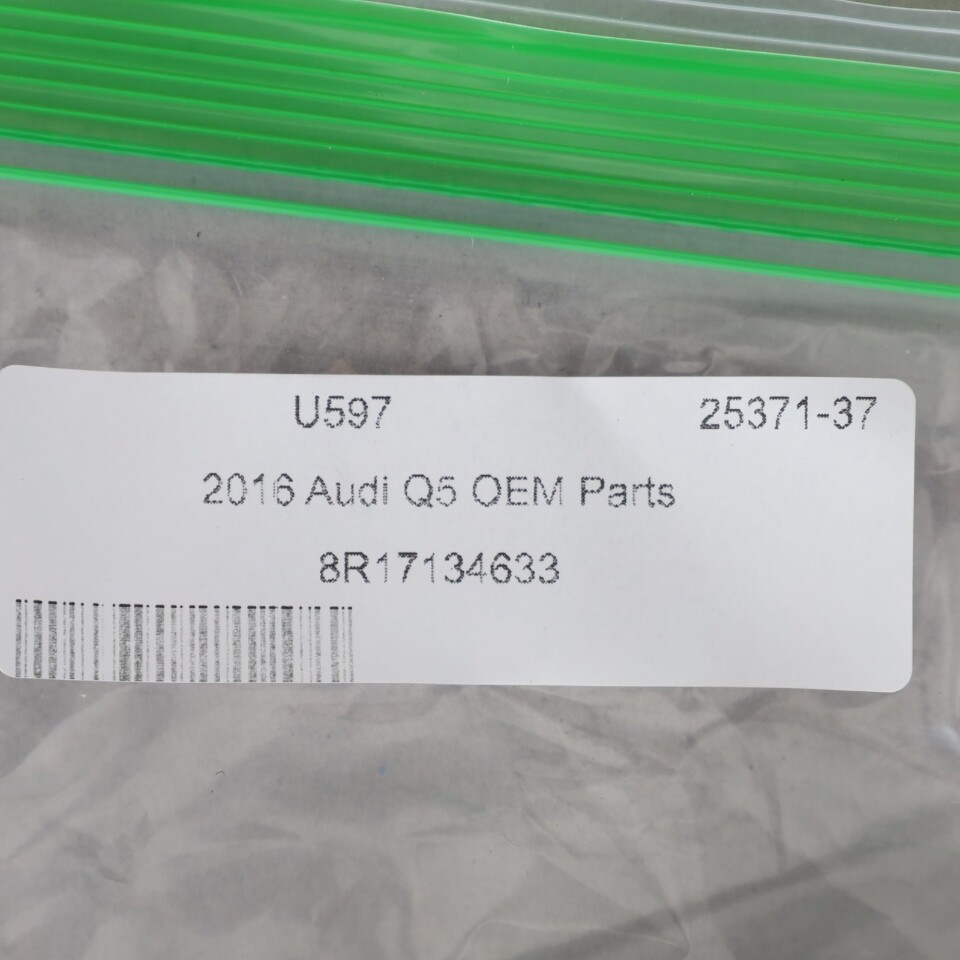 U597 25371-37
2016 Audi Q5 OEM Parts
8R17134633